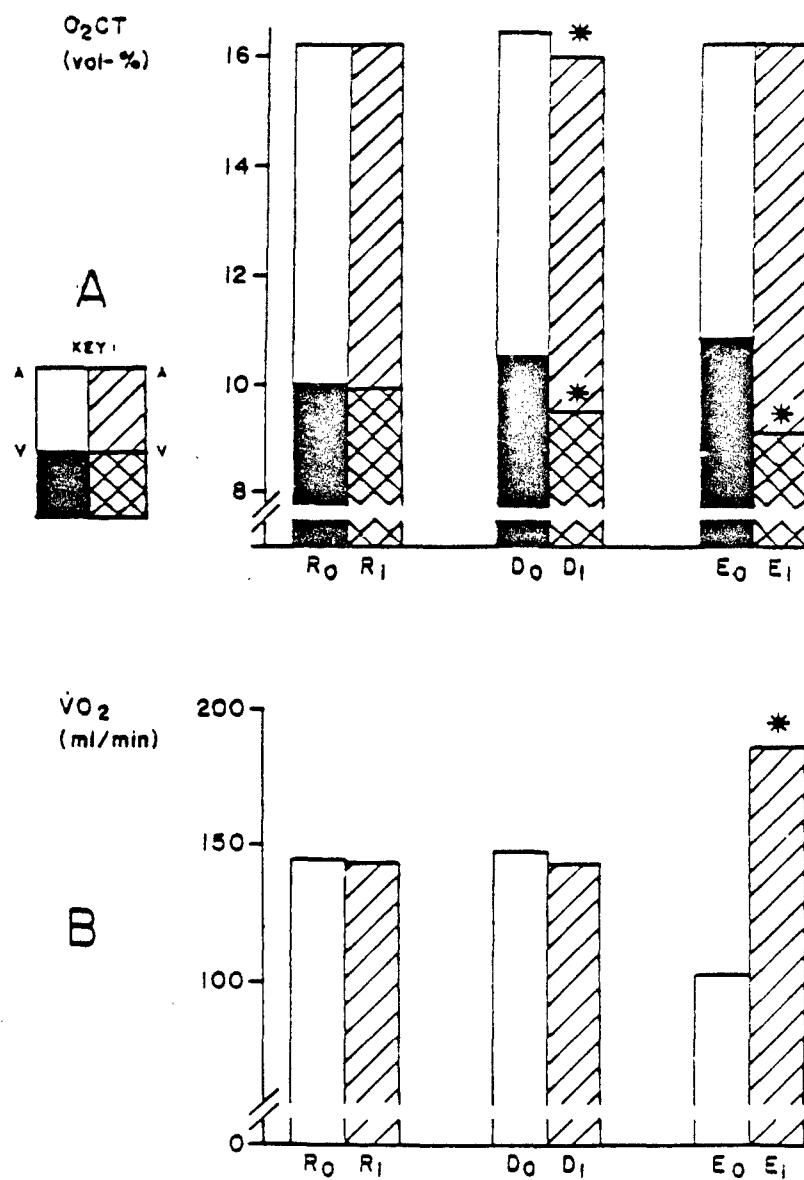 O₂CT
(vol-%)
16
14
12
10
8
A
KEY:
A A
V V
R₀ R₁ D₀ D₁ E₀ E₁
V̇O₂
(ml/min)
200
150
100
0
B
R₀ R₁ D₀ D₁ E₀ E₁